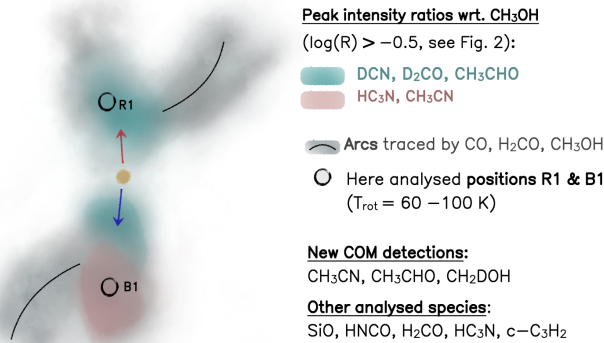 Peak intensity ratios wrt. CH₃OH
(log(R) > −0.5, see Fig. 2):
DCN, D₂CO, CH₃CHO
HC₃N, CH₃CN
R1
Arcs traced by CO, H₂CO, CH₃OH
Here analysed positions R1 & B1
(Tᵣₒₜ = 60 −100 K)
New COM detections:
CH₃CN, CH₃CHO, CH₂DOH
B1
Other analysed species:
SiO, HNCO, H₂CO, HC₃N, c−C₃H₂